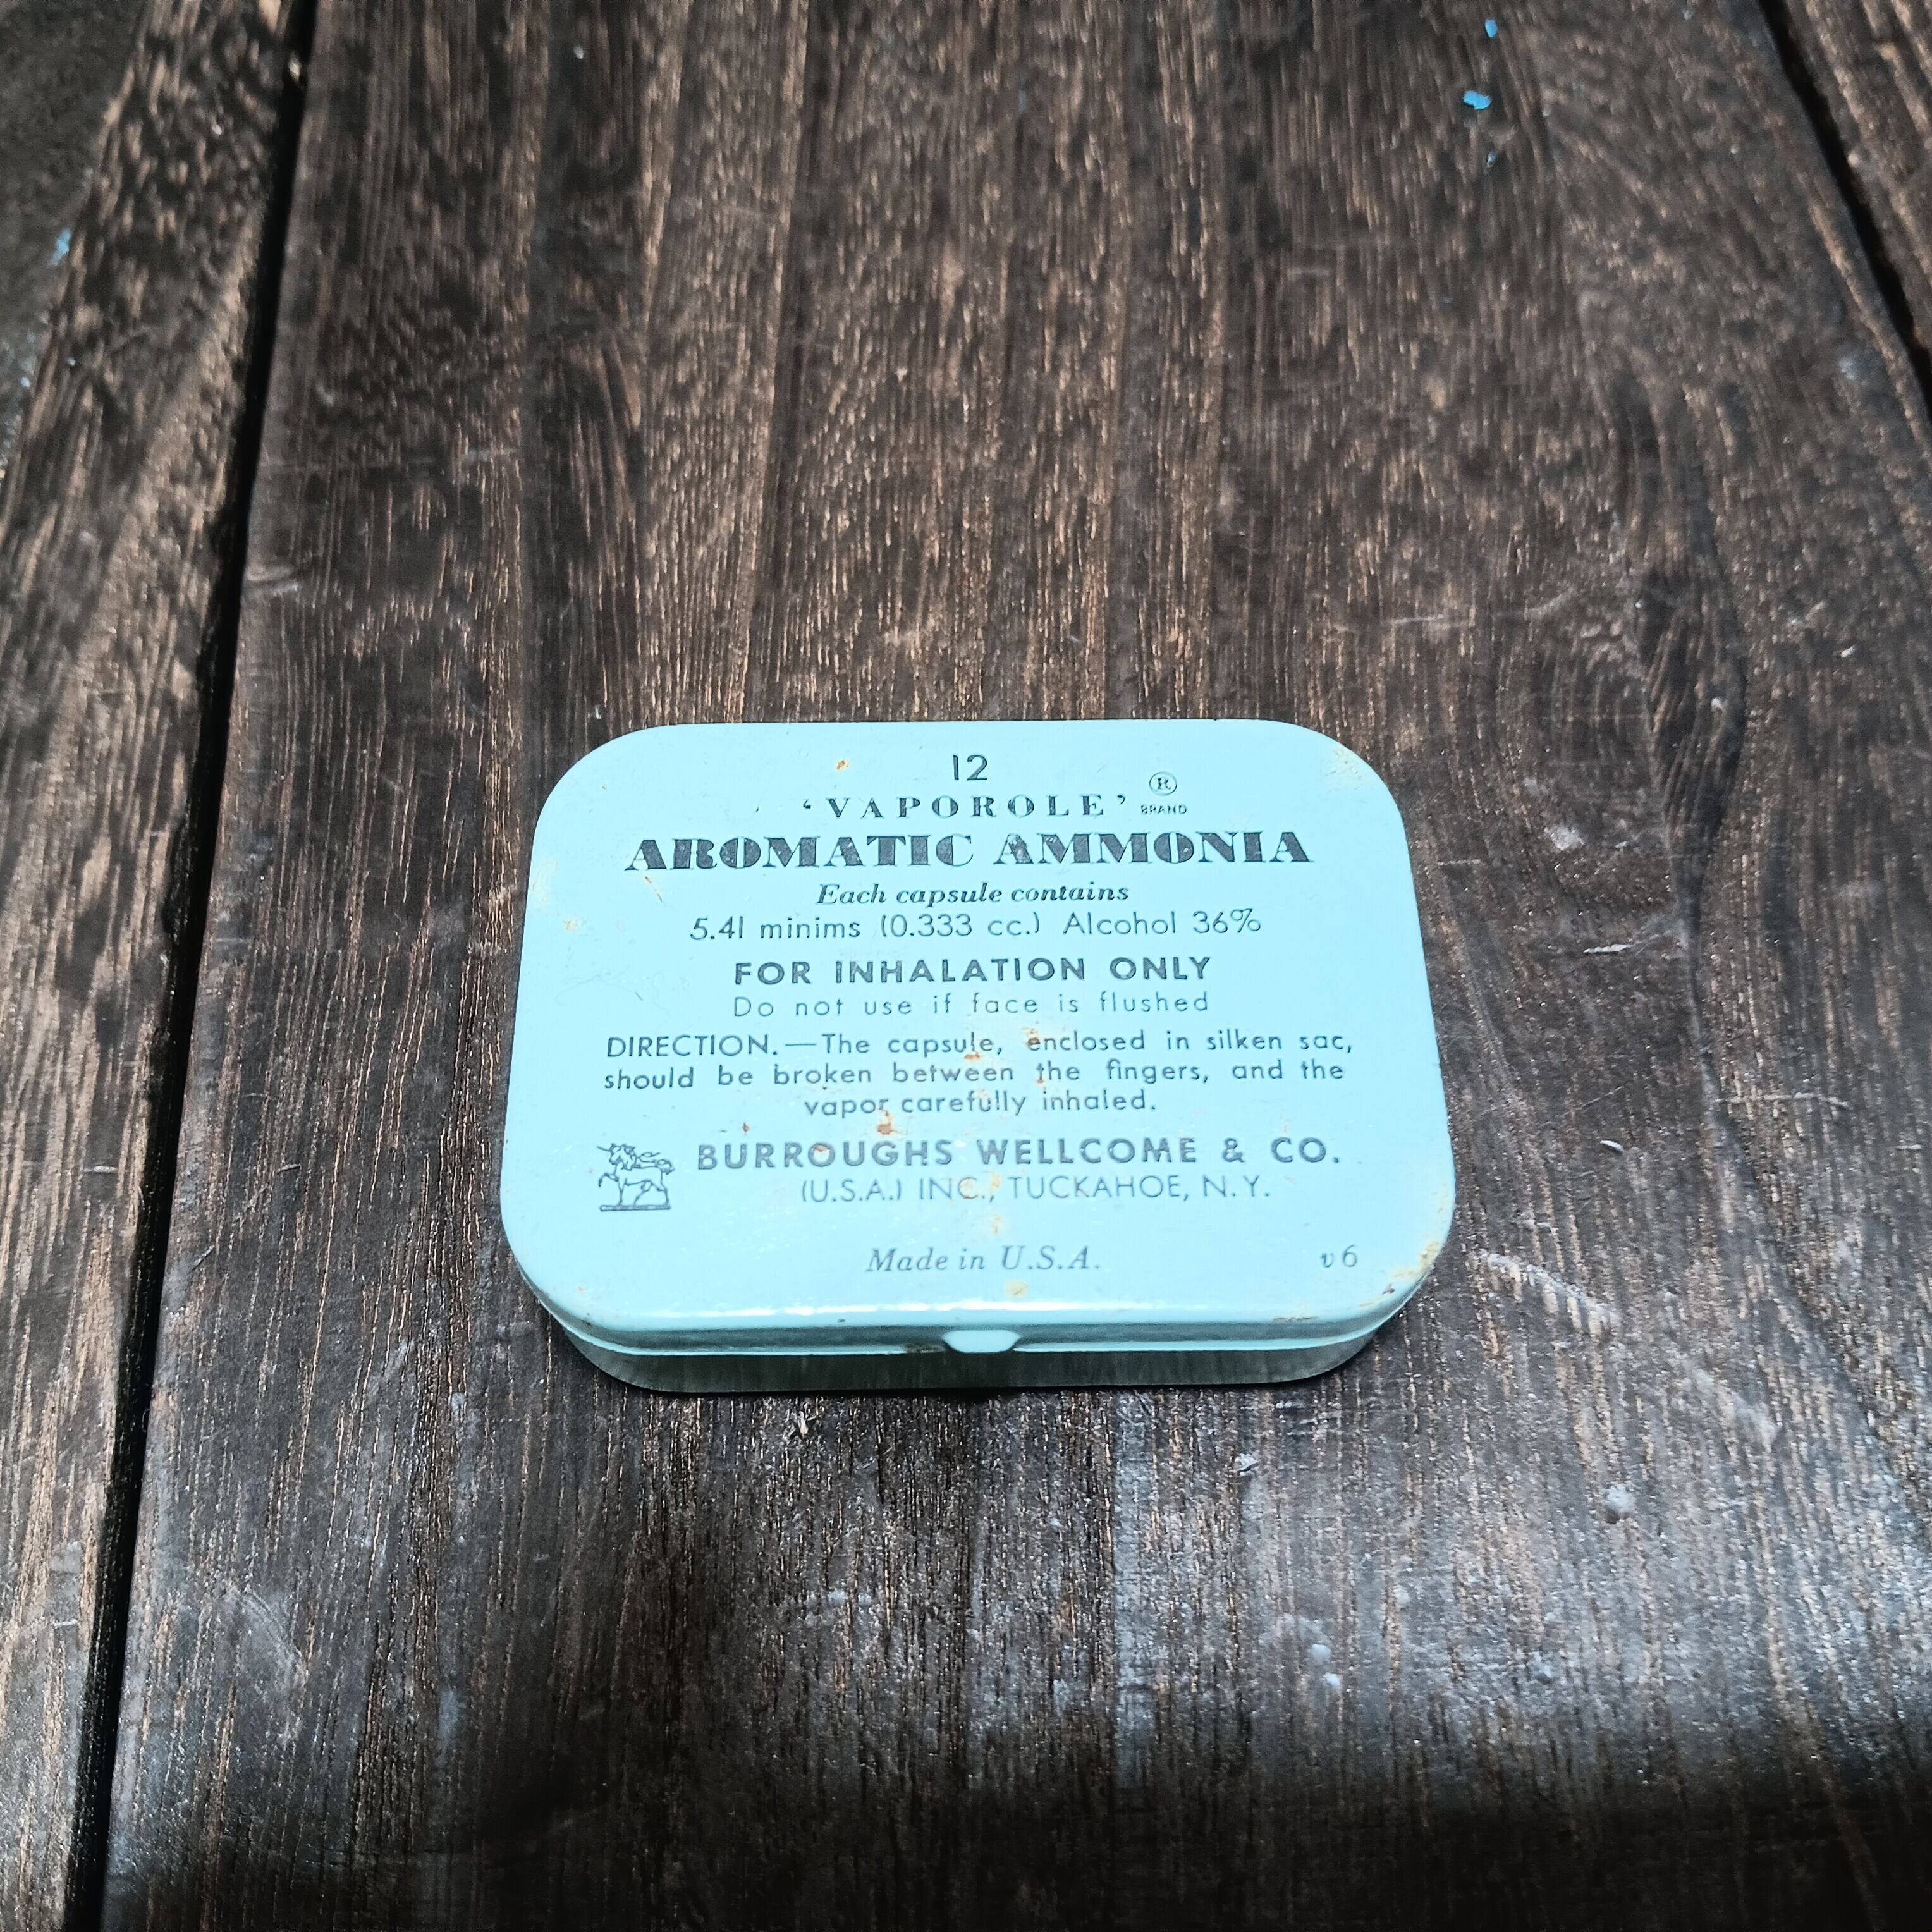 12
‘VAPOROLE’ ® BRAND
AROMATIC AMMONIA
Each capsule contains
5.41 minims (0.333 cc.) Alcohol 36%
FOR INHALATION ONLY
Do not use if face is flushed
DIRECTION.—The capsule, enclosed in silken sac,
should be broken between the fingers, and the
vapor carefully inhaled.
BURROUGHS WELLCOME & CO.
(U.S.A.) INC., TUCKAHOE, N.Y.
Made in U.S.A. v6